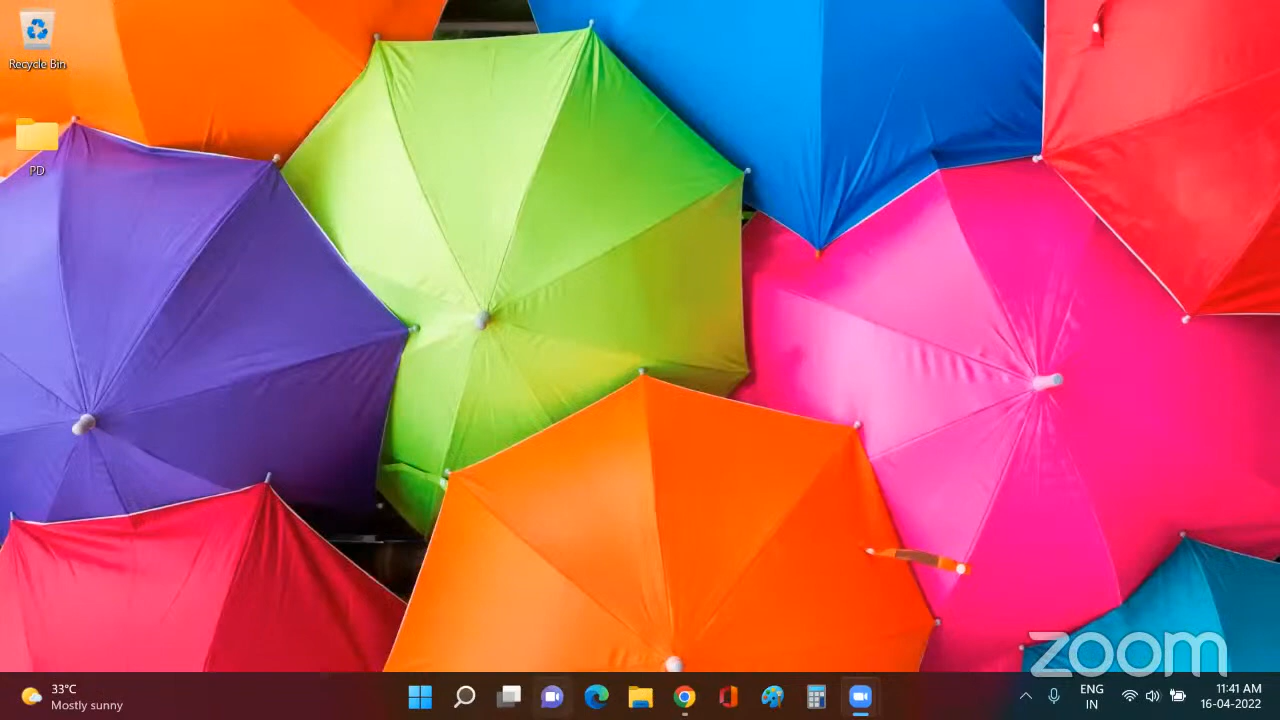 Recycle Bin
PD
zoom
33°C
Mostly sunny
ENG
IN
11:41 AM
16-04-2022